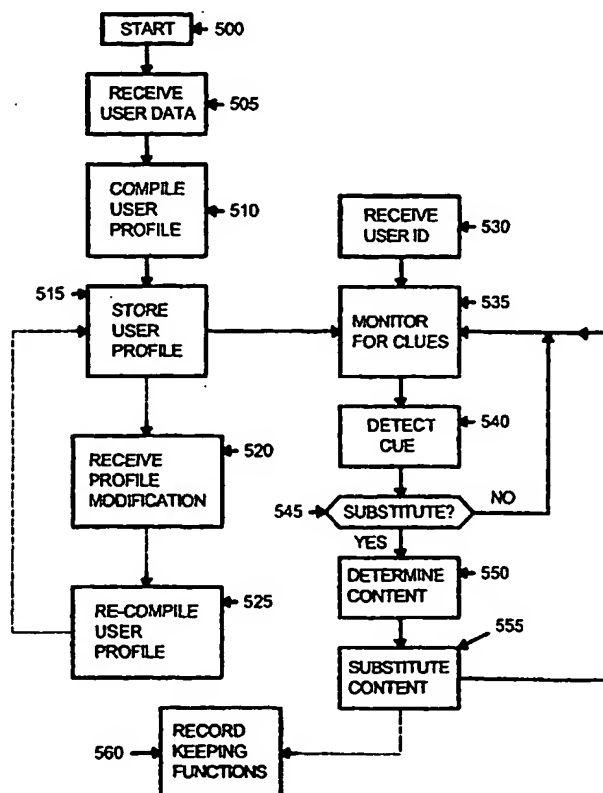 START
500
RECEIVE
USER DATA
505
COMPILE
USER
PROFILE
510
515
STORE
USER
PROFILE
RECEIVE
PROFILE
MODIFICATION
520
RE-COMPILE
USER
PROFILE
525
RECEIVE
USER ID
530
MONITOR
FOR CLUES
535
DETECT
CUE
540
545
SUBSTITUTE?
NO
YES
DETERMINE
CONTENT
550
SUBSTITUTE
CONTENT
555
RECORD
KEEPING
FUNCTIONS
560